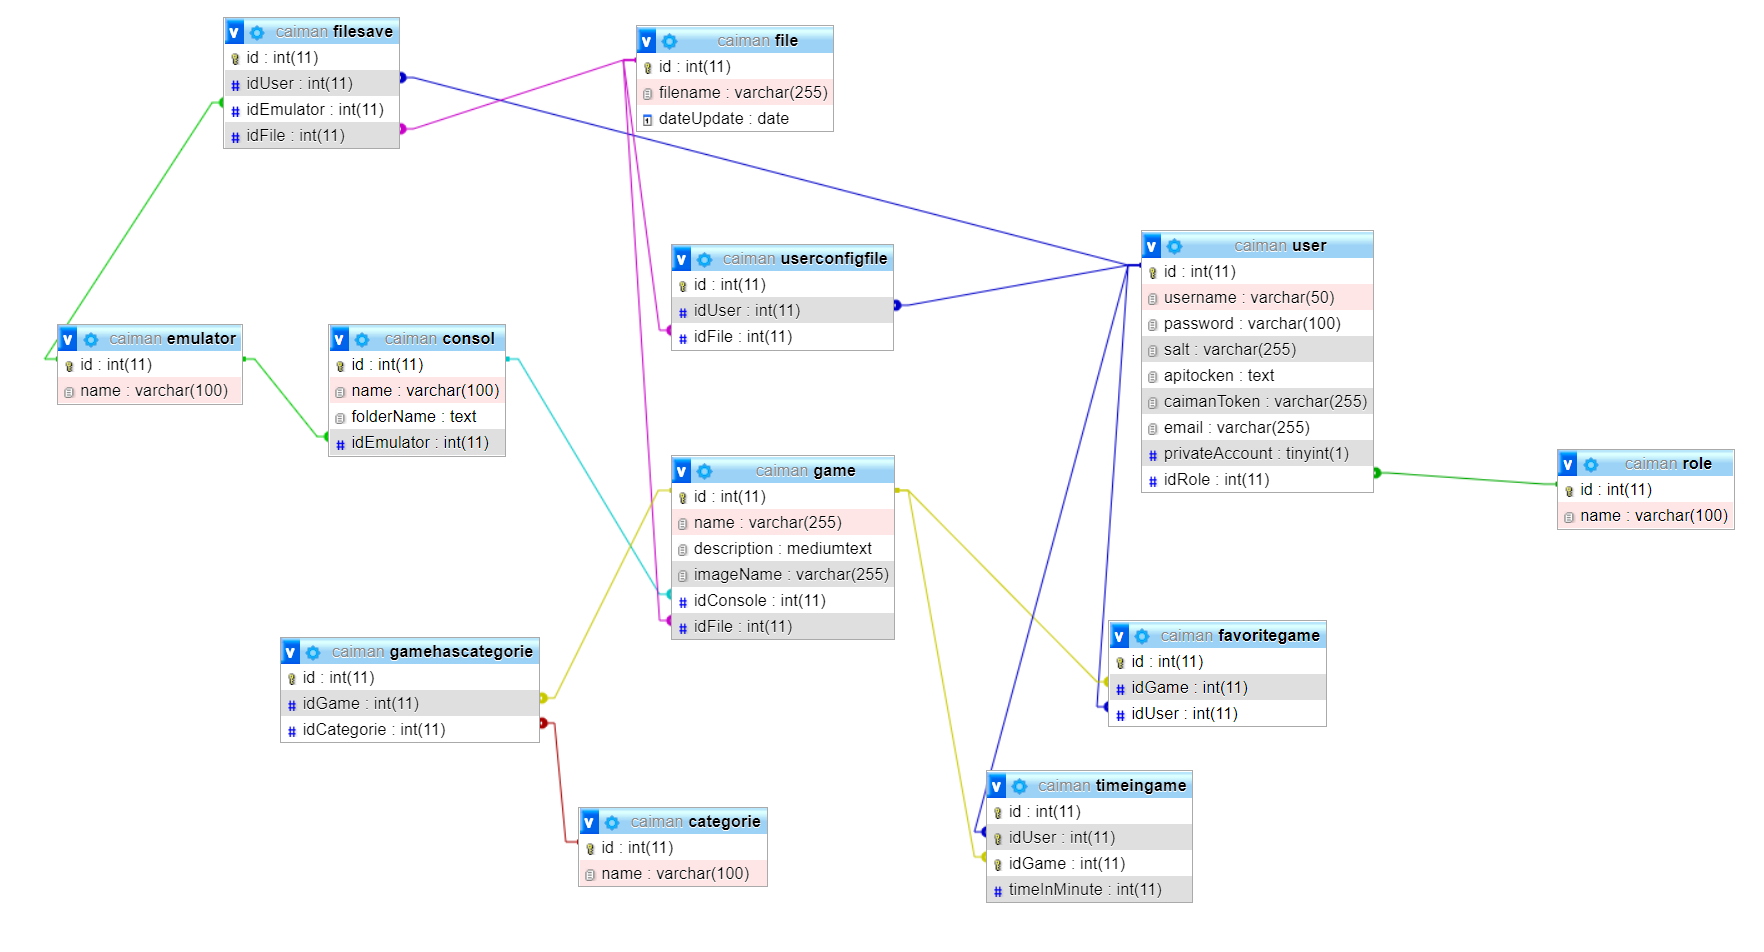 v caiman filesave
id : int(11)
# idUser : int(11)
# idEmulator : int(11)
# idFile : int(11)
v caiman file
id : int(11)
filename : varchar(255)
dateUpdate : date
v caiman userconfigfile
id : int(11)
# idUser : int(11)
# idFile : int(11)
v caiman user
id : int(11)
username : varchar(50)
password : varchar(100)
salt : varchar(255)
apitocken : text
caimanToken : varchar(255)
email : varchar(255)
# privateAccount : tinyint(1)
# idRole : int(11)
v caiman emulator
id : int(11)
name : varchar(100)
v caiman consol
id : int(11)
name : varchar(100)
folderName : text
# idEmulator : int(11)
v caiman game
id : int(11)
name : varchar(255)
description : mediumtext
imageName : varchar(255)
# idConsole : int(11)
# idFile : int(11)
v caiman role
id : int(11)
name : varchar(100)
v caiman gamehascategorie
id : int(11)
# idGame : int(11)
# idCategorie : int(11)
v caiman favoritegame
id : int(11)
# idGame : int(11)
# idUser : int(11)
v caiman categorie
id : int(11)
name : varchar(100)
v caiman timeingame
id : int(11)
idUser : int(11)
idGame : int(11)
# timeInMinute : int(11)